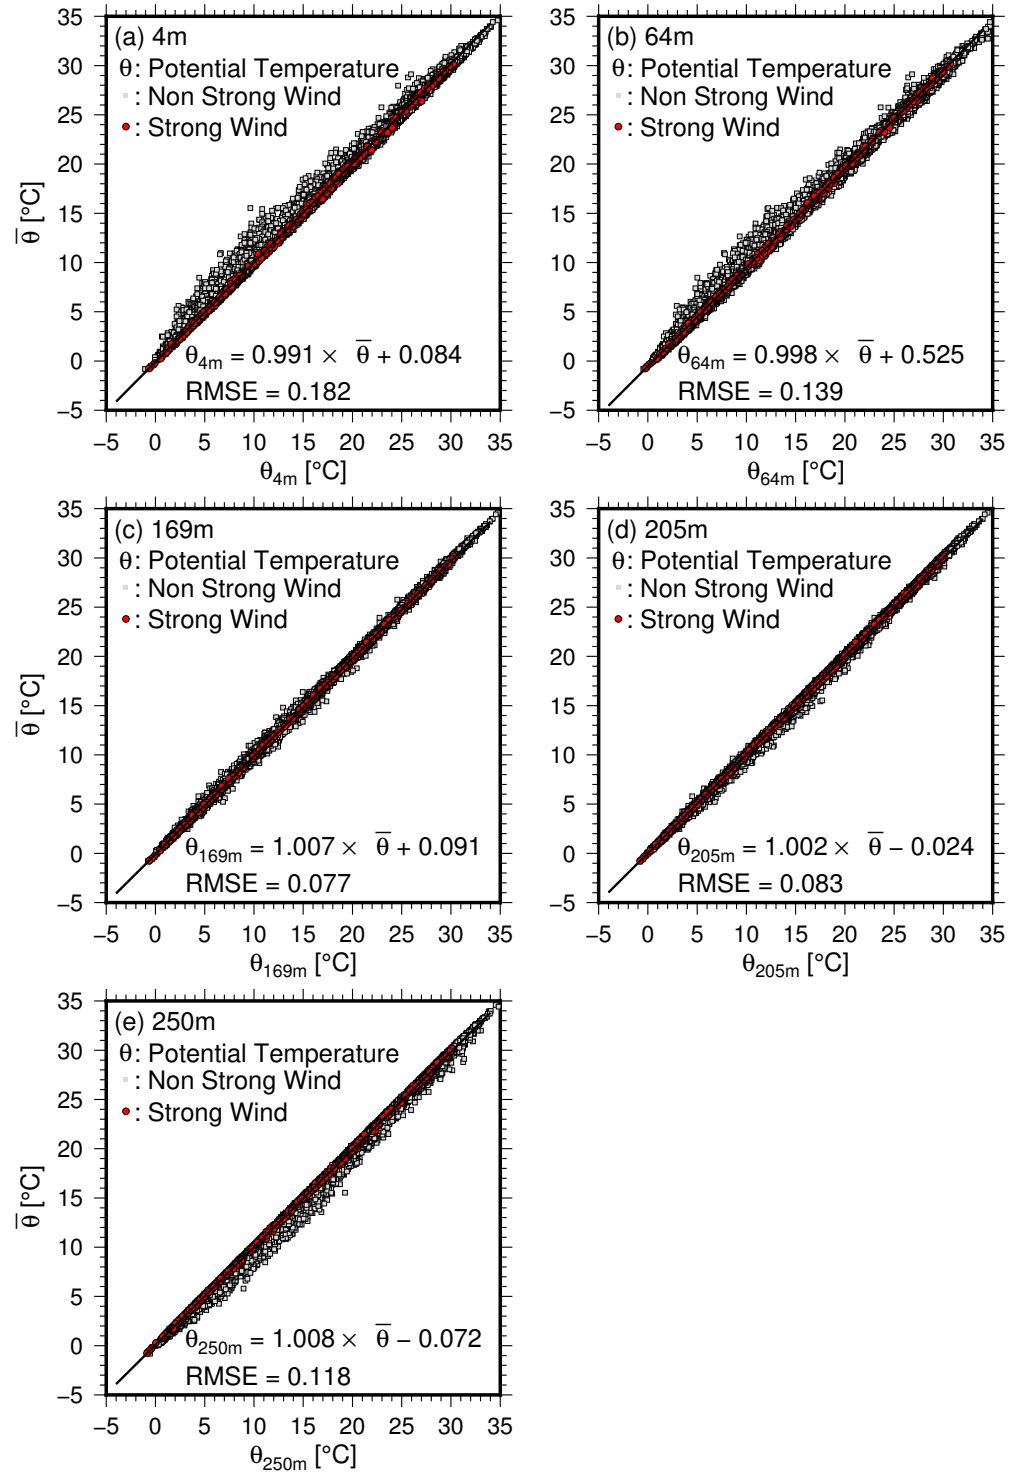 (a) 4m
θ: Potential Temperature
: Non Strong Wind
: Strong Wind
θ4m = 0.991 × θ̅ + 0.084
RMSE = 0.182
35
30
25
20
15
10
5
0
−5
θ̅ [°C]
−5 0 5 10 15 20 25 30 35
θ4m [°C]
(b) 64m
θ: Potential Temperature
: Non Strong Wind
: Strong Wind
θ64m = 0.998 × θ̅ + 0.525
RMSE = 0.139
35
30
25
20
15
10
5
0
−5
−5 0 5 10 15 20 25 30 35
θ64m [°C]
(c) 169m
θ: Potential Temperature
: Non Strong Wind
: Strong Wind
θ169m = 1.007 × θ̅ + 0.091
RMSE = 0.077
35
30
25
20
15
10
5
0
−5
θ̅ [°C]
−5 0 5 10 15 20 25 30 35
θ169m [°C]
(d) 205m
θ: Potential Temperature
: Non Strong Wind
: Strong Wind
θ205m = 1.002 × θ̅ − 0.024
RMSE = 0.083
35
30
25
20
15
10
5
0
−5
−5 0 5 10 15 20 25 30 35
θ205m [°C]
(e) 250m
θ: Potential Temperature
: Non Strong Wind
: Strong Wind
θ250m = 1.008 × θ̅ − 0.072
RMSE = 0.118
35
30
25
20
15
10
5
0
−5
θ̅ [°C]
−5 0 5 10 15 20 25 30 35
θ250m [°C]